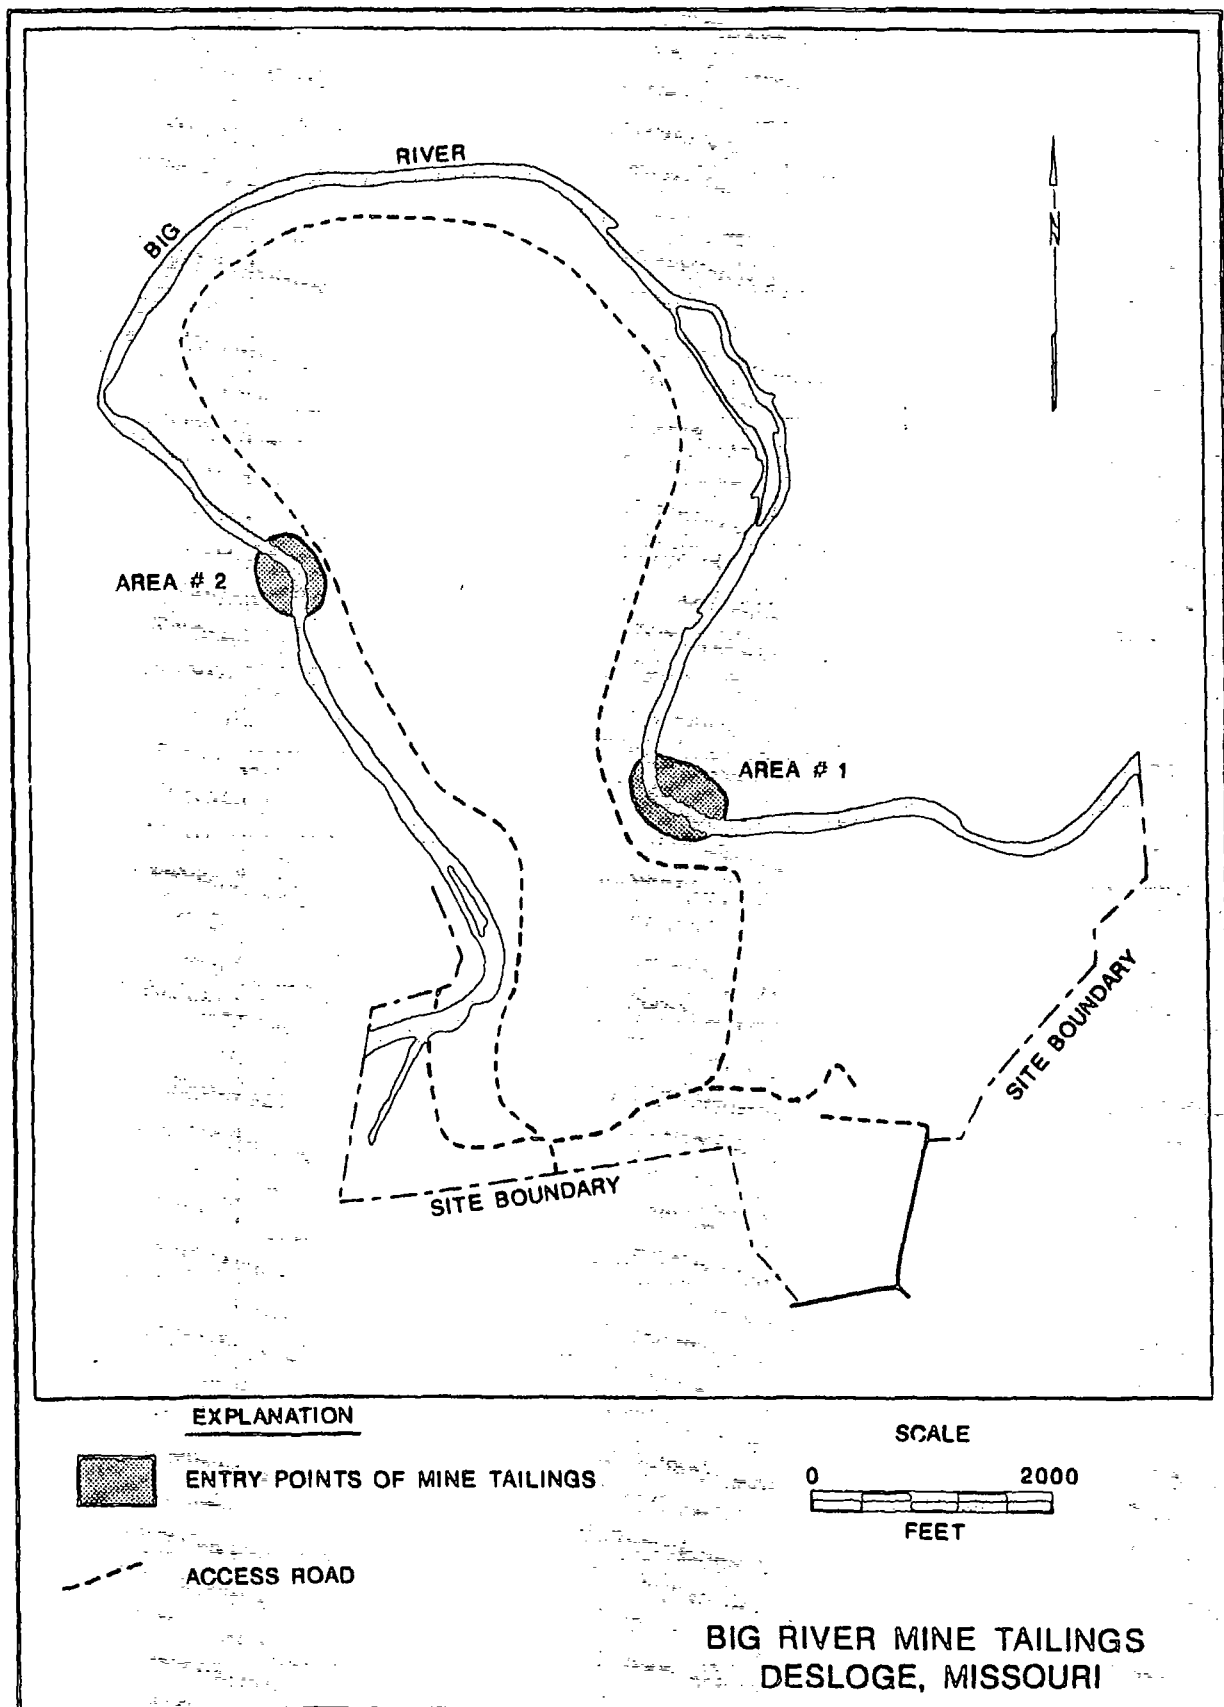 RIVER
BIG
N
AREA # 2
AREA # 1
SITE BOUNDARY
SITE BOUNDARY
EXPLANATION
ENTRY POINTS OF MINE TAILINGS
ACCESS ROAD
SCALE
0 2000
FEET
BIG RIVER MINE TAILINGS
DESLOGE, MISSOURI